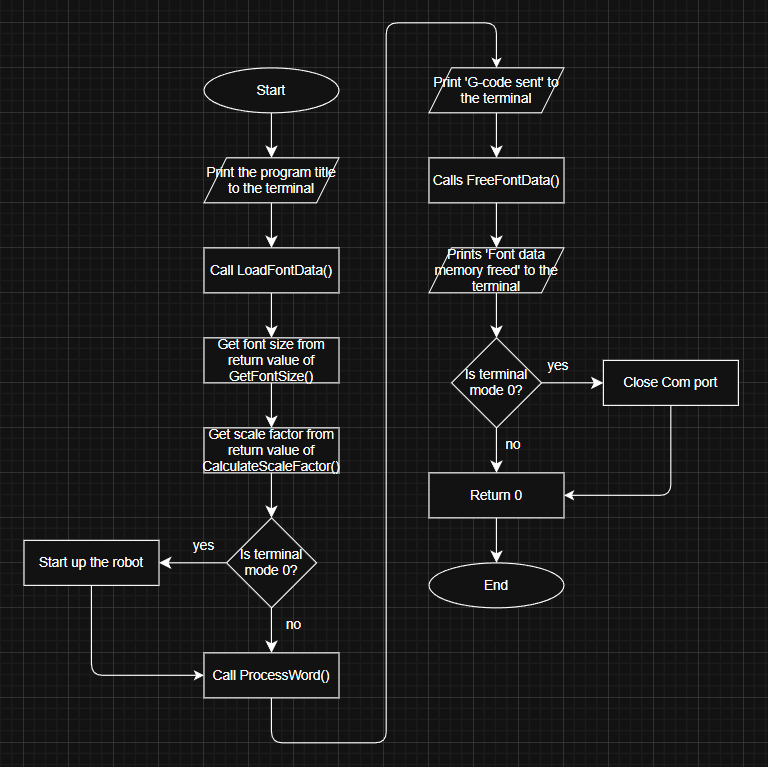 Start
Print the program title
to the terminal
Call LoadFontData()
Get font size from
return value of
GetFontSize()
Get scale factor from
return value of
CalculateScaleFactor()
Is terminal
mode 0?
yes
Start up the robot
no
Call ProcessWord()
Print 'G-code sent' to
the terminal
Calls FreeFontData()
Prints 'Font data
memory freed' to the
terminal
Is terminal
mode 0?
yes
Close Com port
no
Return 0
End